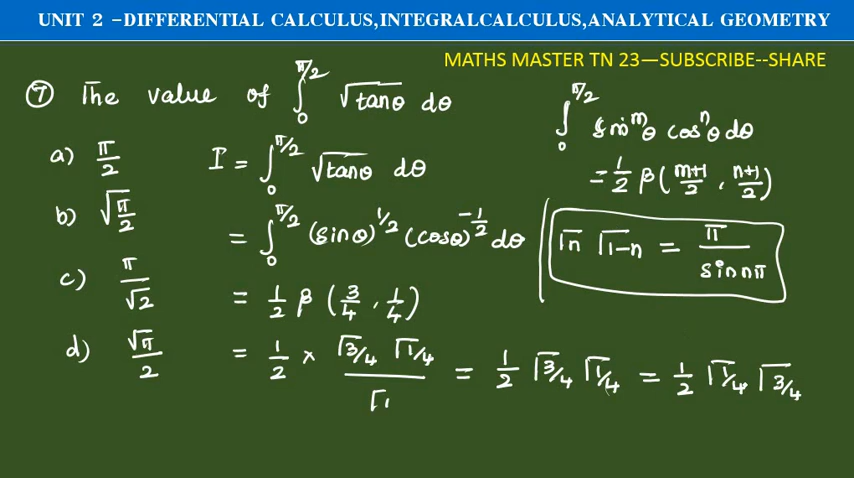 UNIT 2 –DIFFERENTIAL CALCULUS,INTEGRALCALCULUS,ANALYTICAL GEOMETRY
MATHS MASTER TN 23—SUBSCRIBE--SHARE
⑦ The value of ∫₀^(π/2) √tanθ dθ
a) π/2
b) √(π/2)
c) π/√2
d) √π/2
I = ∫₀^(π/2) √tanθ dθ
= ∫₀^(π/2) (sinθ)^(1/2) (cosθ)^(-1/2) dθ
= 1/2 β (3/4, 1/4)
= 1/2 × Γ3/4 Γ1/4 / Γ1 = 1/2 Γ3/4 Γ1/4 = 1/2 Γ1/4 Γ3/4
∫₀^(π/2) sin^mθ cos^nθ dθ
= 1/2 β (m+1/2, n+1/2)
Γn Γ1-n = π / sin nπ